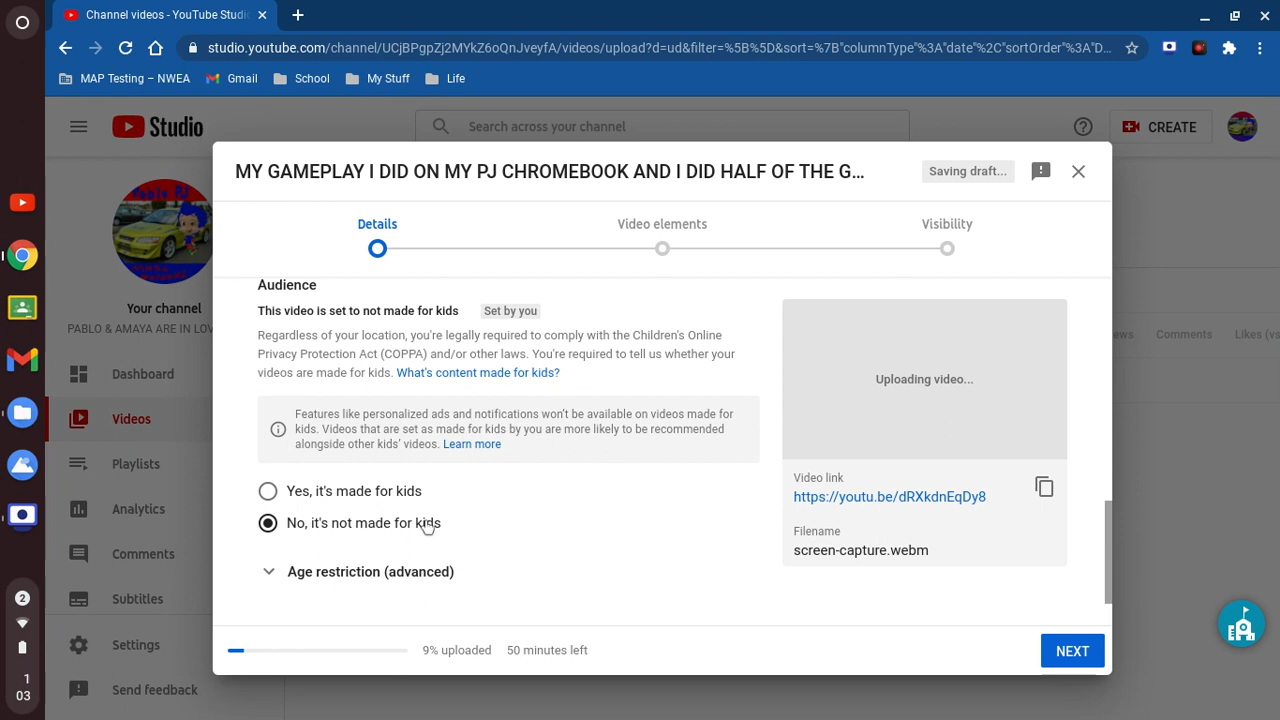 Channel videos - YouTube Studio
studio.youtube.com/channel/UCjBPgpZj2MYkZ6oQnJveyfA/videos/upload?d=ud&filter=%5B%5D&sort=%7B"columnType"%3A"date"%2C"sortOrder"%3A"D...
MAP Testing – NWEA Gmail School My Stuff Life
Studio Search across your channel CREATE
MY GAMEPLAY I DID ON MY PJ CHROMEBOOK AND I DID HALF OF THE G... Saving draft...
Details Video elements Visibility
Audience
This video is set to not made for kids Set by you
Regardless of your location, you're legally required to comply with the Children's Online
Privacy Protection Act (COPPA) and/or other laws. You're required to tell us whether your
videos are made for kids. What's content made for kids?
Features like personalized ads and notifications won't be available on videos made for
kids. Videos that are set as made for kids by you are more likely to be recommended
alongside other kids' videos. Learn more
Yes, it's made for kids
No, it's not made for kids
Age restriction (advanced)
Uploading video...
Video link
https://youtu.be/dRXkdnEqDy8
Filename
screen-capture.webm
9% uploaded 50 minutes left NEXT
Your channel
PABLO & AMAYA ARE IN LOV
Dashboard
Videos
Playlists
Analytics
Comments
Subtitles
Settings
Send feedback
Comments Likes (vs
2
1
03